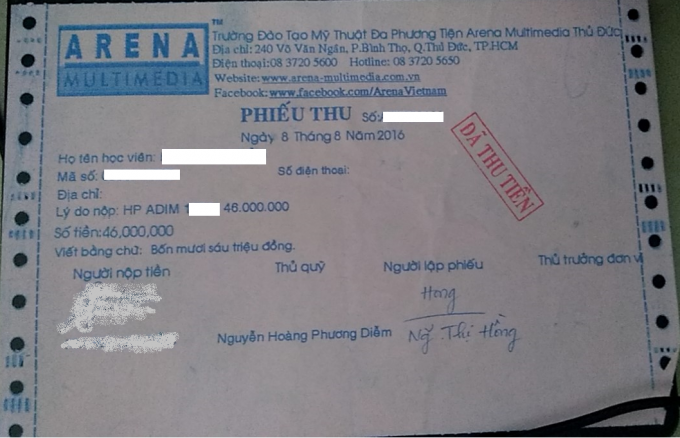 ARENA
MULTIMEDIA
TM
Trường Đào Tạo Mỹ Thuật Đa Phương Tiện Arena Multimedia Thủ Đức
Địa chỉ: 240 Võ Văn Ngân, P.Bình Thọ, Q.Thủ Đức, TP.HCM
Điện thoại:08 3720 5600 Hotline: 08 3720 5650
Website:www.arena-multimedia.com.vn
Facebook:www.facebook.com/ArenaVietnam
PHIẾU THU Số:
Ngày 8 Tháng 8 Năm 2016
ĐÃ THU TIỀN
Họ tên học viên:
Mã số: Số điện thoại:
Địa chỉ:
Lý do nộp: HP ADIM 46.000.000
Số tiền:46,000,000
Viết bằng chữ: Bốn mươi sáu triệu đồng.
Người nộp tiền Thủ quỹ Người lập phiếu Thủ trưởng đơn vị
Hong
Nguyễn Hoàng Phương Diễm Ng̃ Thị Hồng